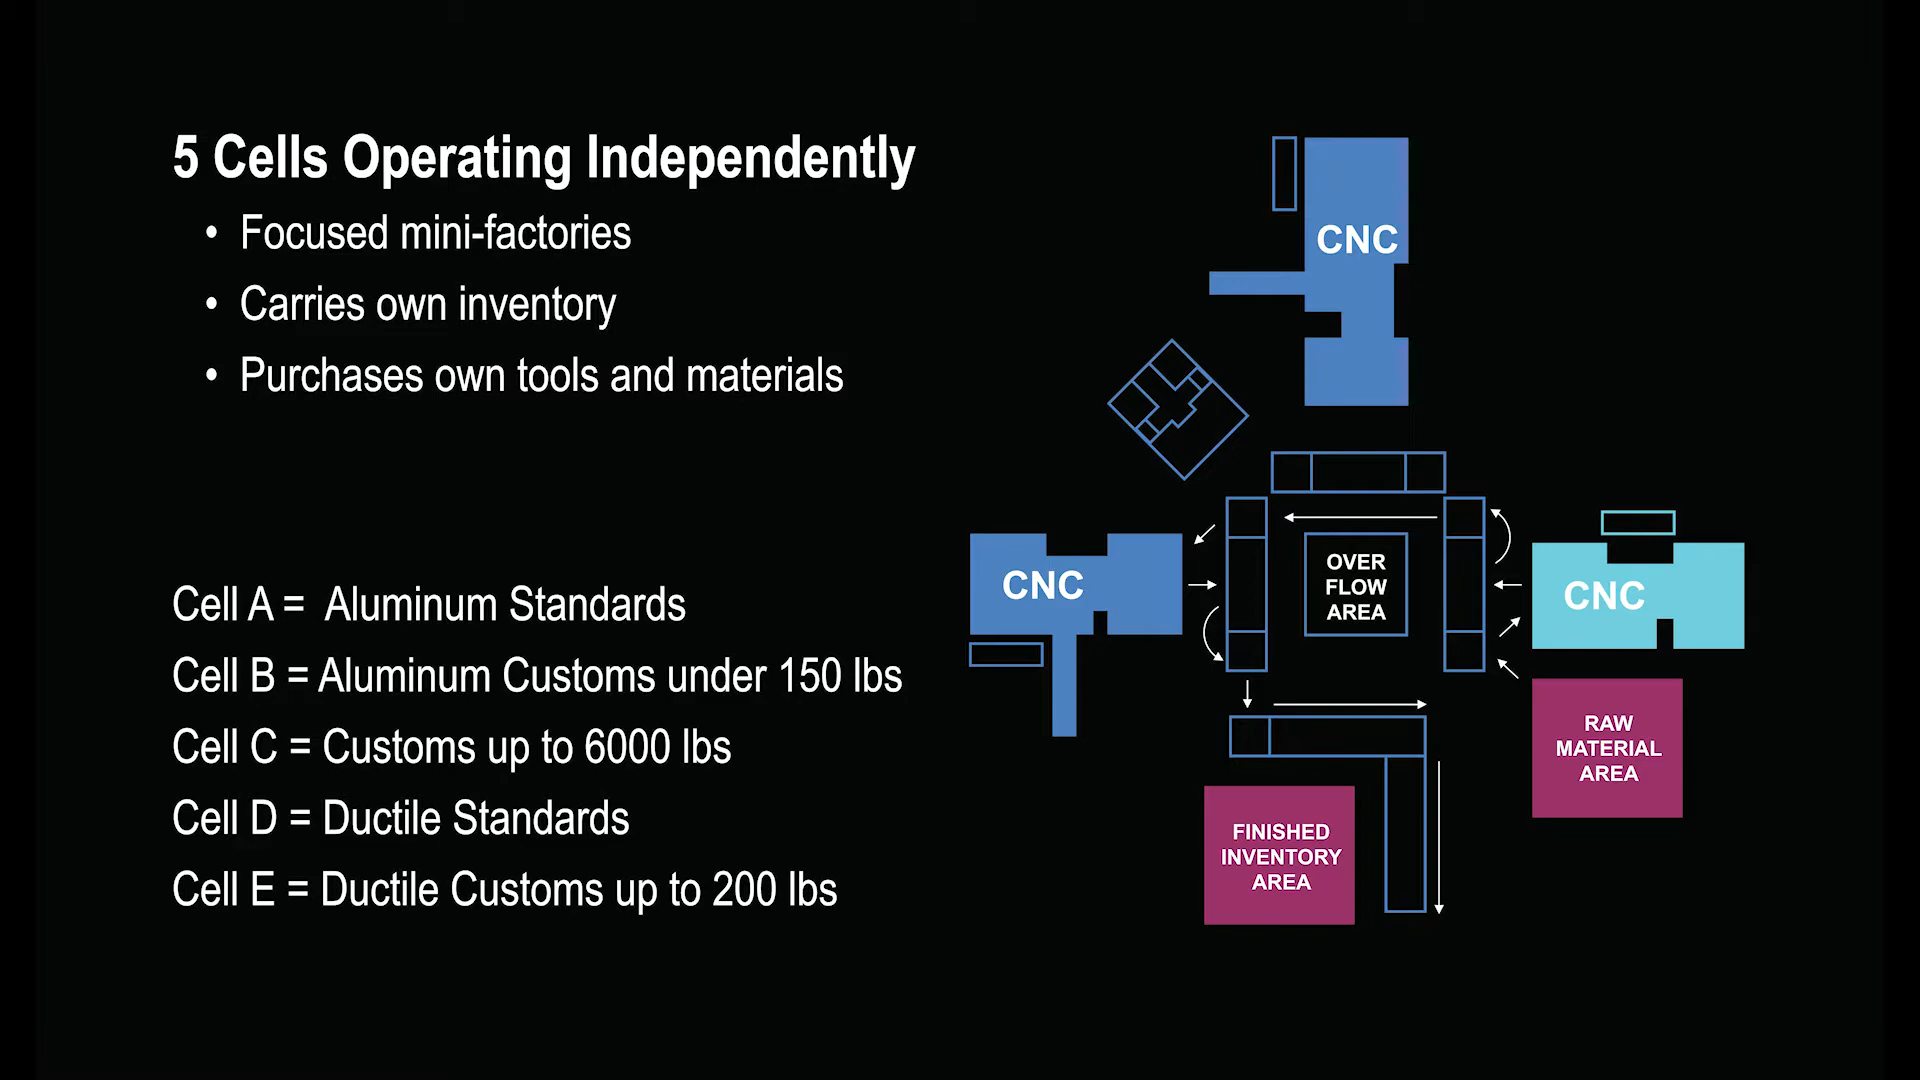 5 Cells Operating Independently
• Focused mini-factories
• Carries own inventory
• Purchases own tools and materials
Cell A = Aluminum Standards
Cell B = Aluminum Customs under 150 lbs
Cell C = Customs up to 6000 lbs
Cell D = Ductile Standards
Cell E = Ductile Customs up to 200 lbs
CNC
CNC
OVER
FLOW
AREA
CNC
RAW
MATERIAL
AREA
FINISHED
INVENTORY
AREA